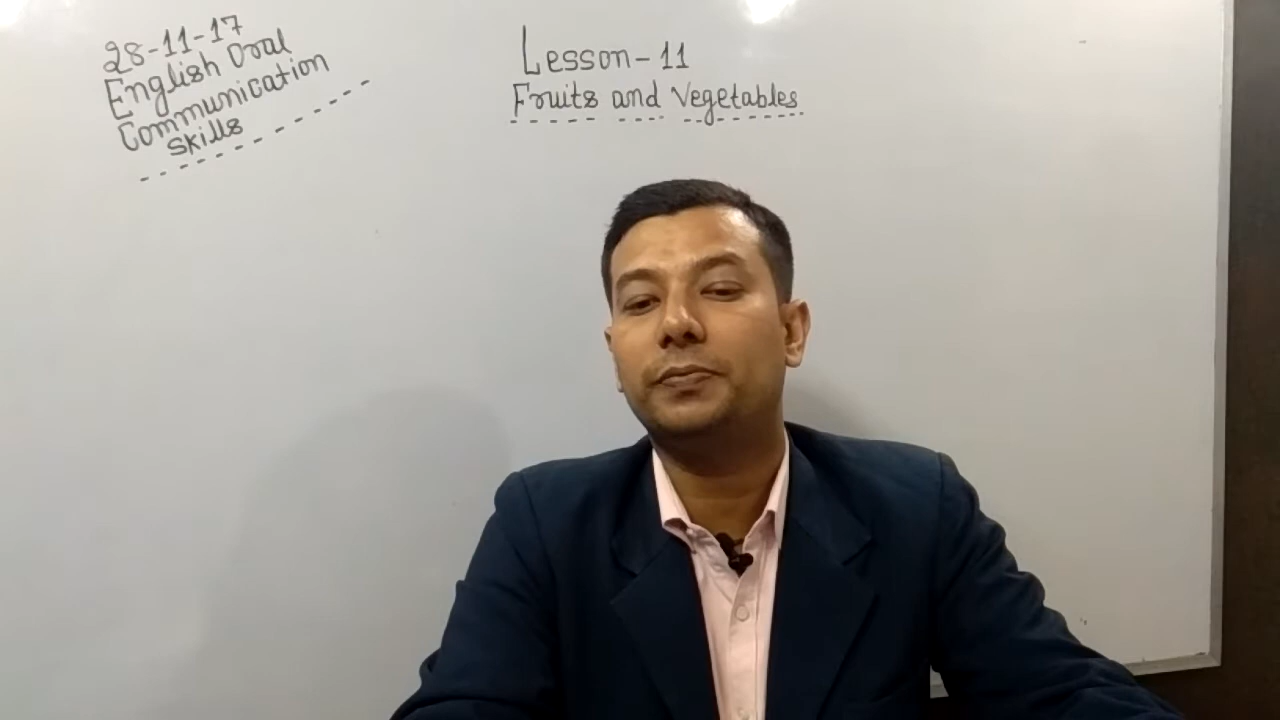 28-11-17
English Oral
Communication
Skills
Lesson-11
Fruits and Vegetables